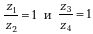 z₁/z₂ = 1 и z₃/z₄ = 1